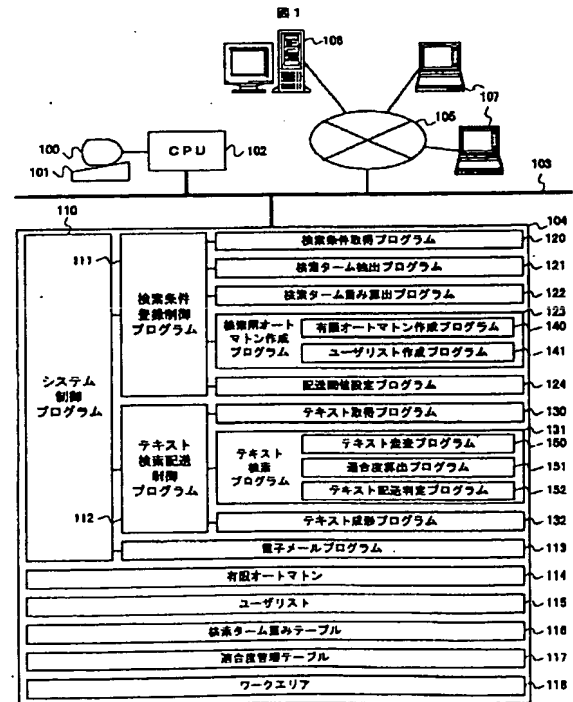 図1
106
107
105
100
CPU
102
101
103
110
104
111
検索条件取得プログラム
120
検索ターム抽出プログラム
121
検索ターム重み算出プログラム
122
検索条件
登録制御
プログラム
123
検索用オート
マトン作成
プログラム
有限オートマトン作成プログラム
140
ユーザリスト作成プログラム
141
配送閾値設定プログラム
124
システム
制御
プログラム
テキスト取得プログラム
130
131
テキスト
検索配送
制御
プログラム
テキスト
検索
プログラム
テキスト走査プログラム
150
適合度算出プログラム
151
テキスト配送判定プログラム
152
112
テキスト成形プログラム
132
電子メールプログラム
113
有限オートマトン
114
ユーザリスト
115
検索ターム重みテーブル
116
適合度管理テーブル
117
ワークエリア
118